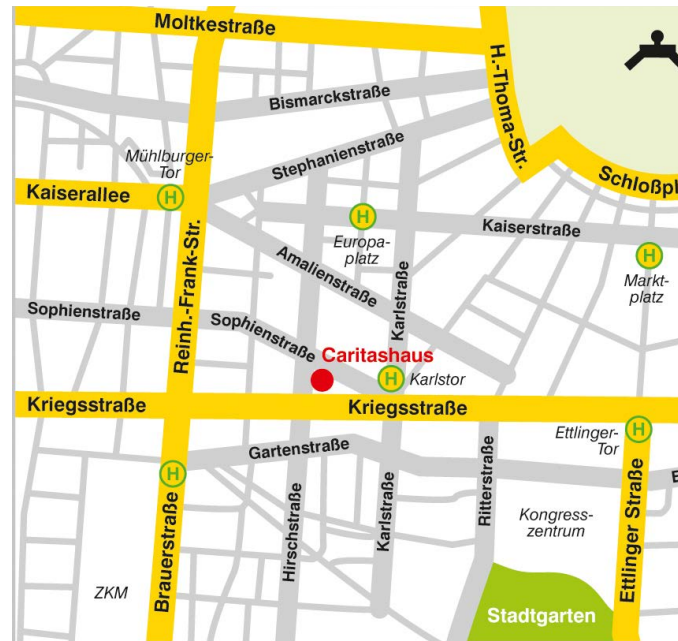 Moltkestraße
H.-Thoma-Str.
Bismarckstraße
Stephanienstraße
Mühlburger-
Tor
H
Kaiserallee
Schloßpl
H
Kaiserstraße
Europa-
platz
H
Markt-
platz
Reinh.-Frank-Str.
Amalienstraße
Karlstraße
Sophienstraße
Sophienstraße
Caritashaus
H
Karlstor
Kriegsstraße
Kriegsstraße
H
Ettlinger-
Tor
Gartenstraße
H
E
Hirschstraße
Karlstraße
Ritterstraße
Kongress-
zentrum
Ettlinger Straße
Brauerstraße
ZKM
Stadtgarten